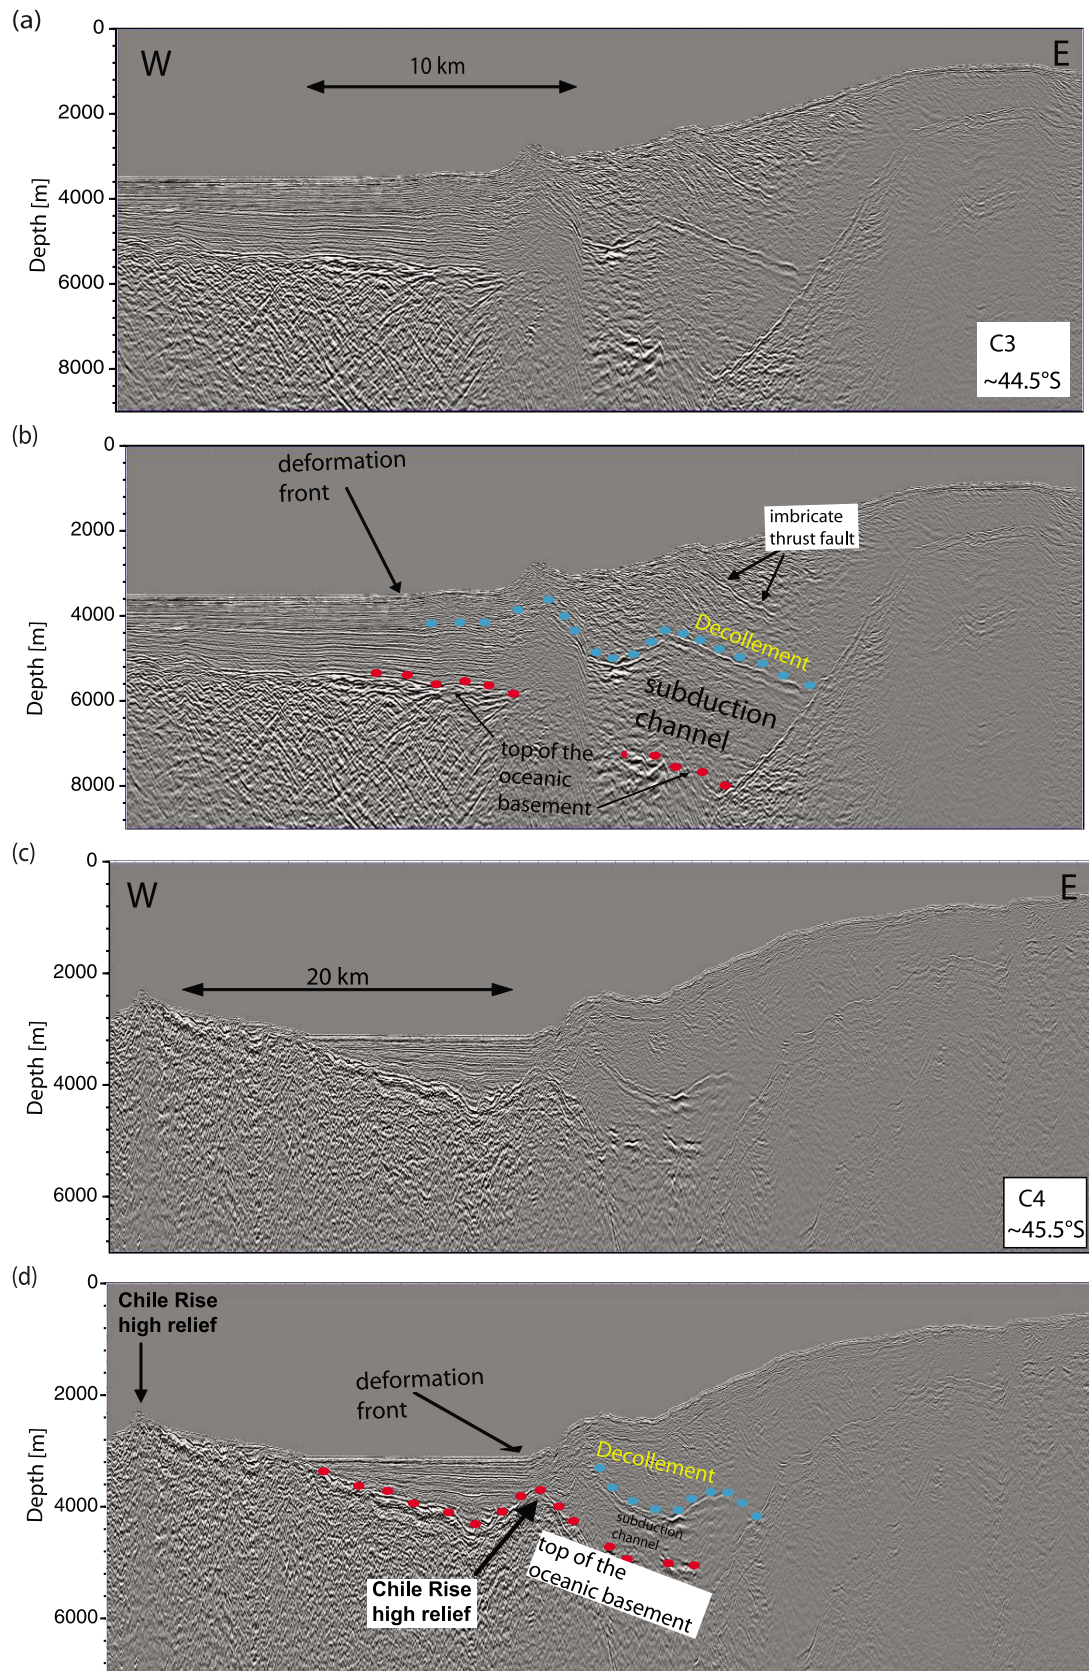 (a)
0
W
E
10 km
2000
4000
6000
8000
Depth [m]
C3
~44.5°S
(b)
0
deformation
front
2000
imbricate
thrust fault
4000
Decollement
6000
subduction
channel
top of the
oceanic
basement
8000
Depth [m]
(c)
0
W
E
2000
20 km
4000
6000
Depth [m]
C4
~45.5°S
(d)
0
Chile Rise
high relief
deformation
front
2000
Decollement
4000
subduction
channel
top of the
oceanic basement
Chile Rise
high relief
6000
Depth [m]